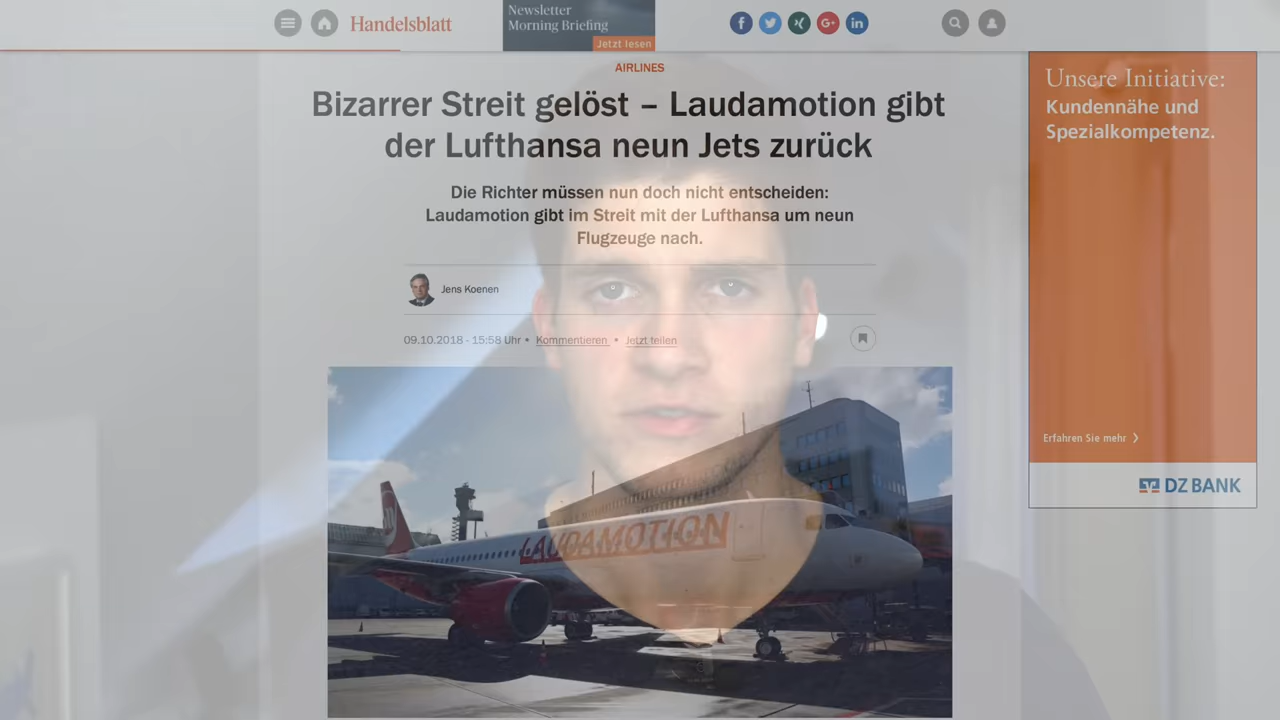 Handelsblatt
Newsletter
Morning Briefing
Jetzt lesen
AIRLINES
Bizarrer Streit gelöst – Laudamotion gibt
der Lufthansa neun Jets zurück
Die Richter müssen nun doch nicht entscheiden:
Laudamotion gibt im Streit mit der Lufthansa um neun
Flugzeuge nach.
Jens Koenen
09.10.2018 - 15:58 Uhr • Kommentieren • Jetzt teilen
LAUDAMOTION
Unsere Initiative:
Kundennähe und
Spezialkompetenz.
Erfahren Sie mehr
DZ BANK